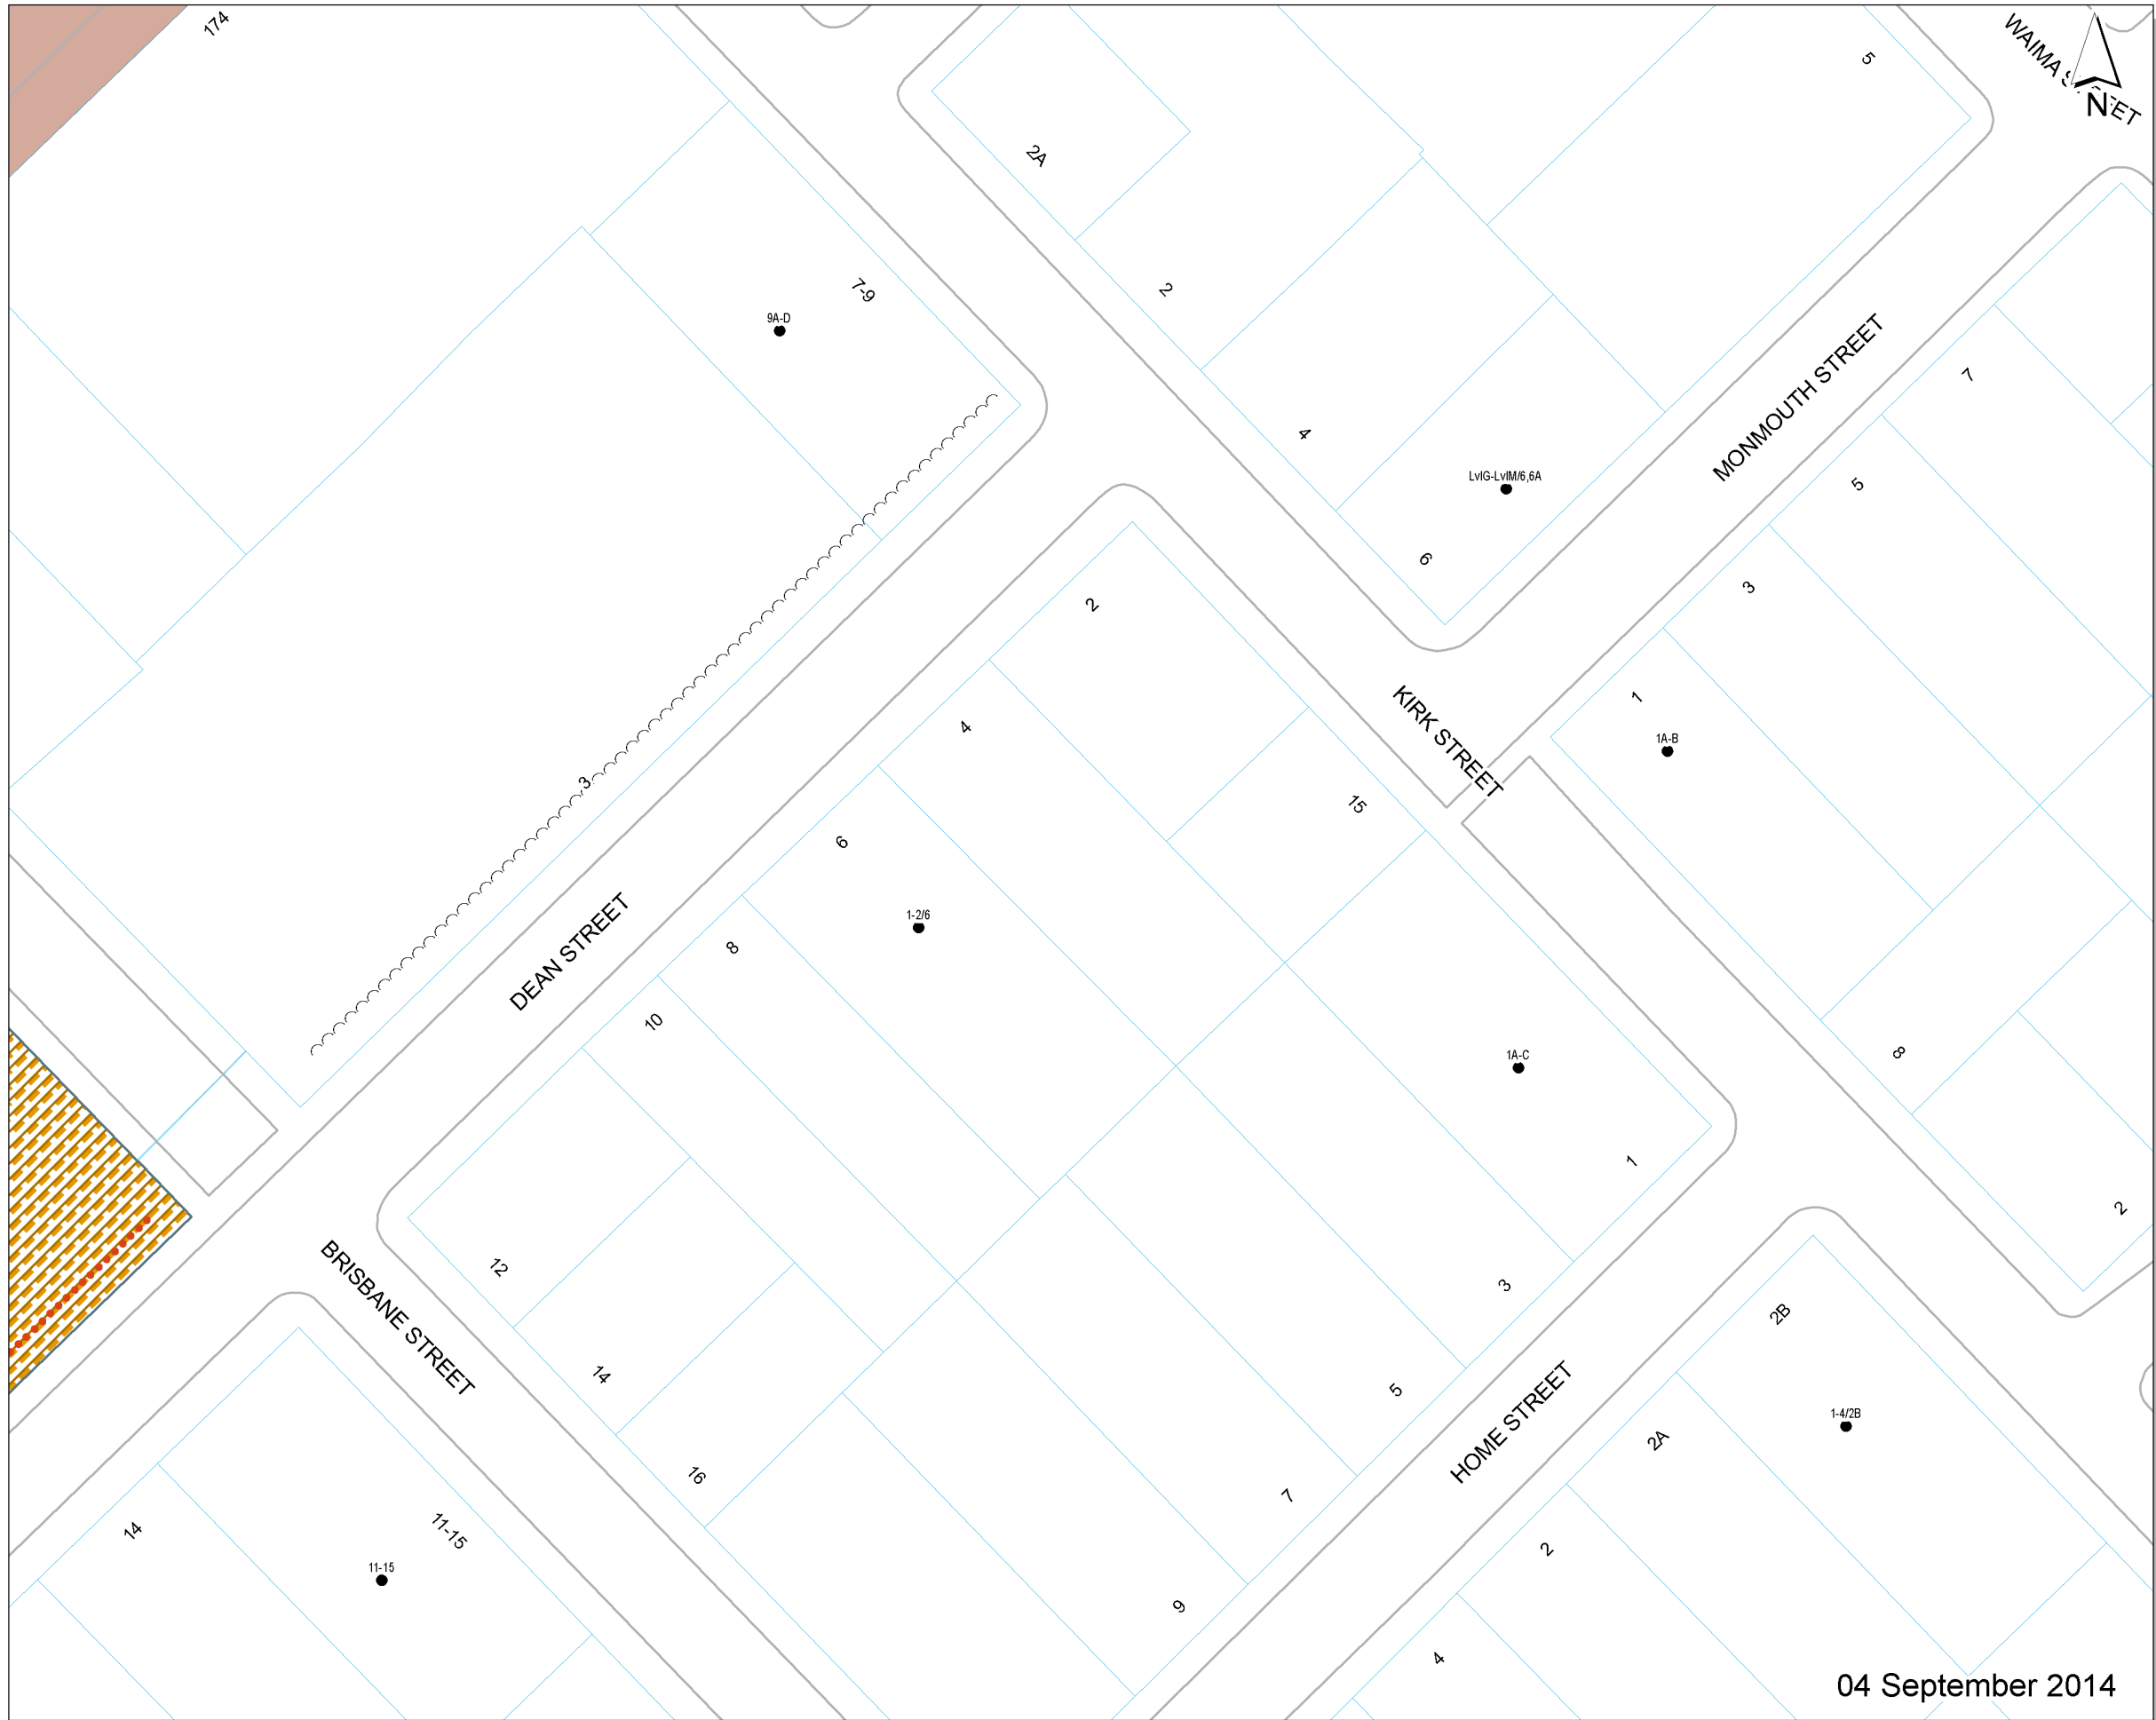 174
5
WAIMA S
ET
N
2A
2
7-9
9A-D
4
MONMOUTH STREET
7
LvlG-LvlM/6,6A
5
6
3
2
1
4
KIRK STREET
1A-B
3
15
6
1-2/6
8
DEAN STREET
10
1A-C
8
1
2
12
BRISBANE STREET
3
2B
14
5
HOME STREET
1-4/2B
2A
16
7
14
11-15
2
11-15
9
4
04 September 2014